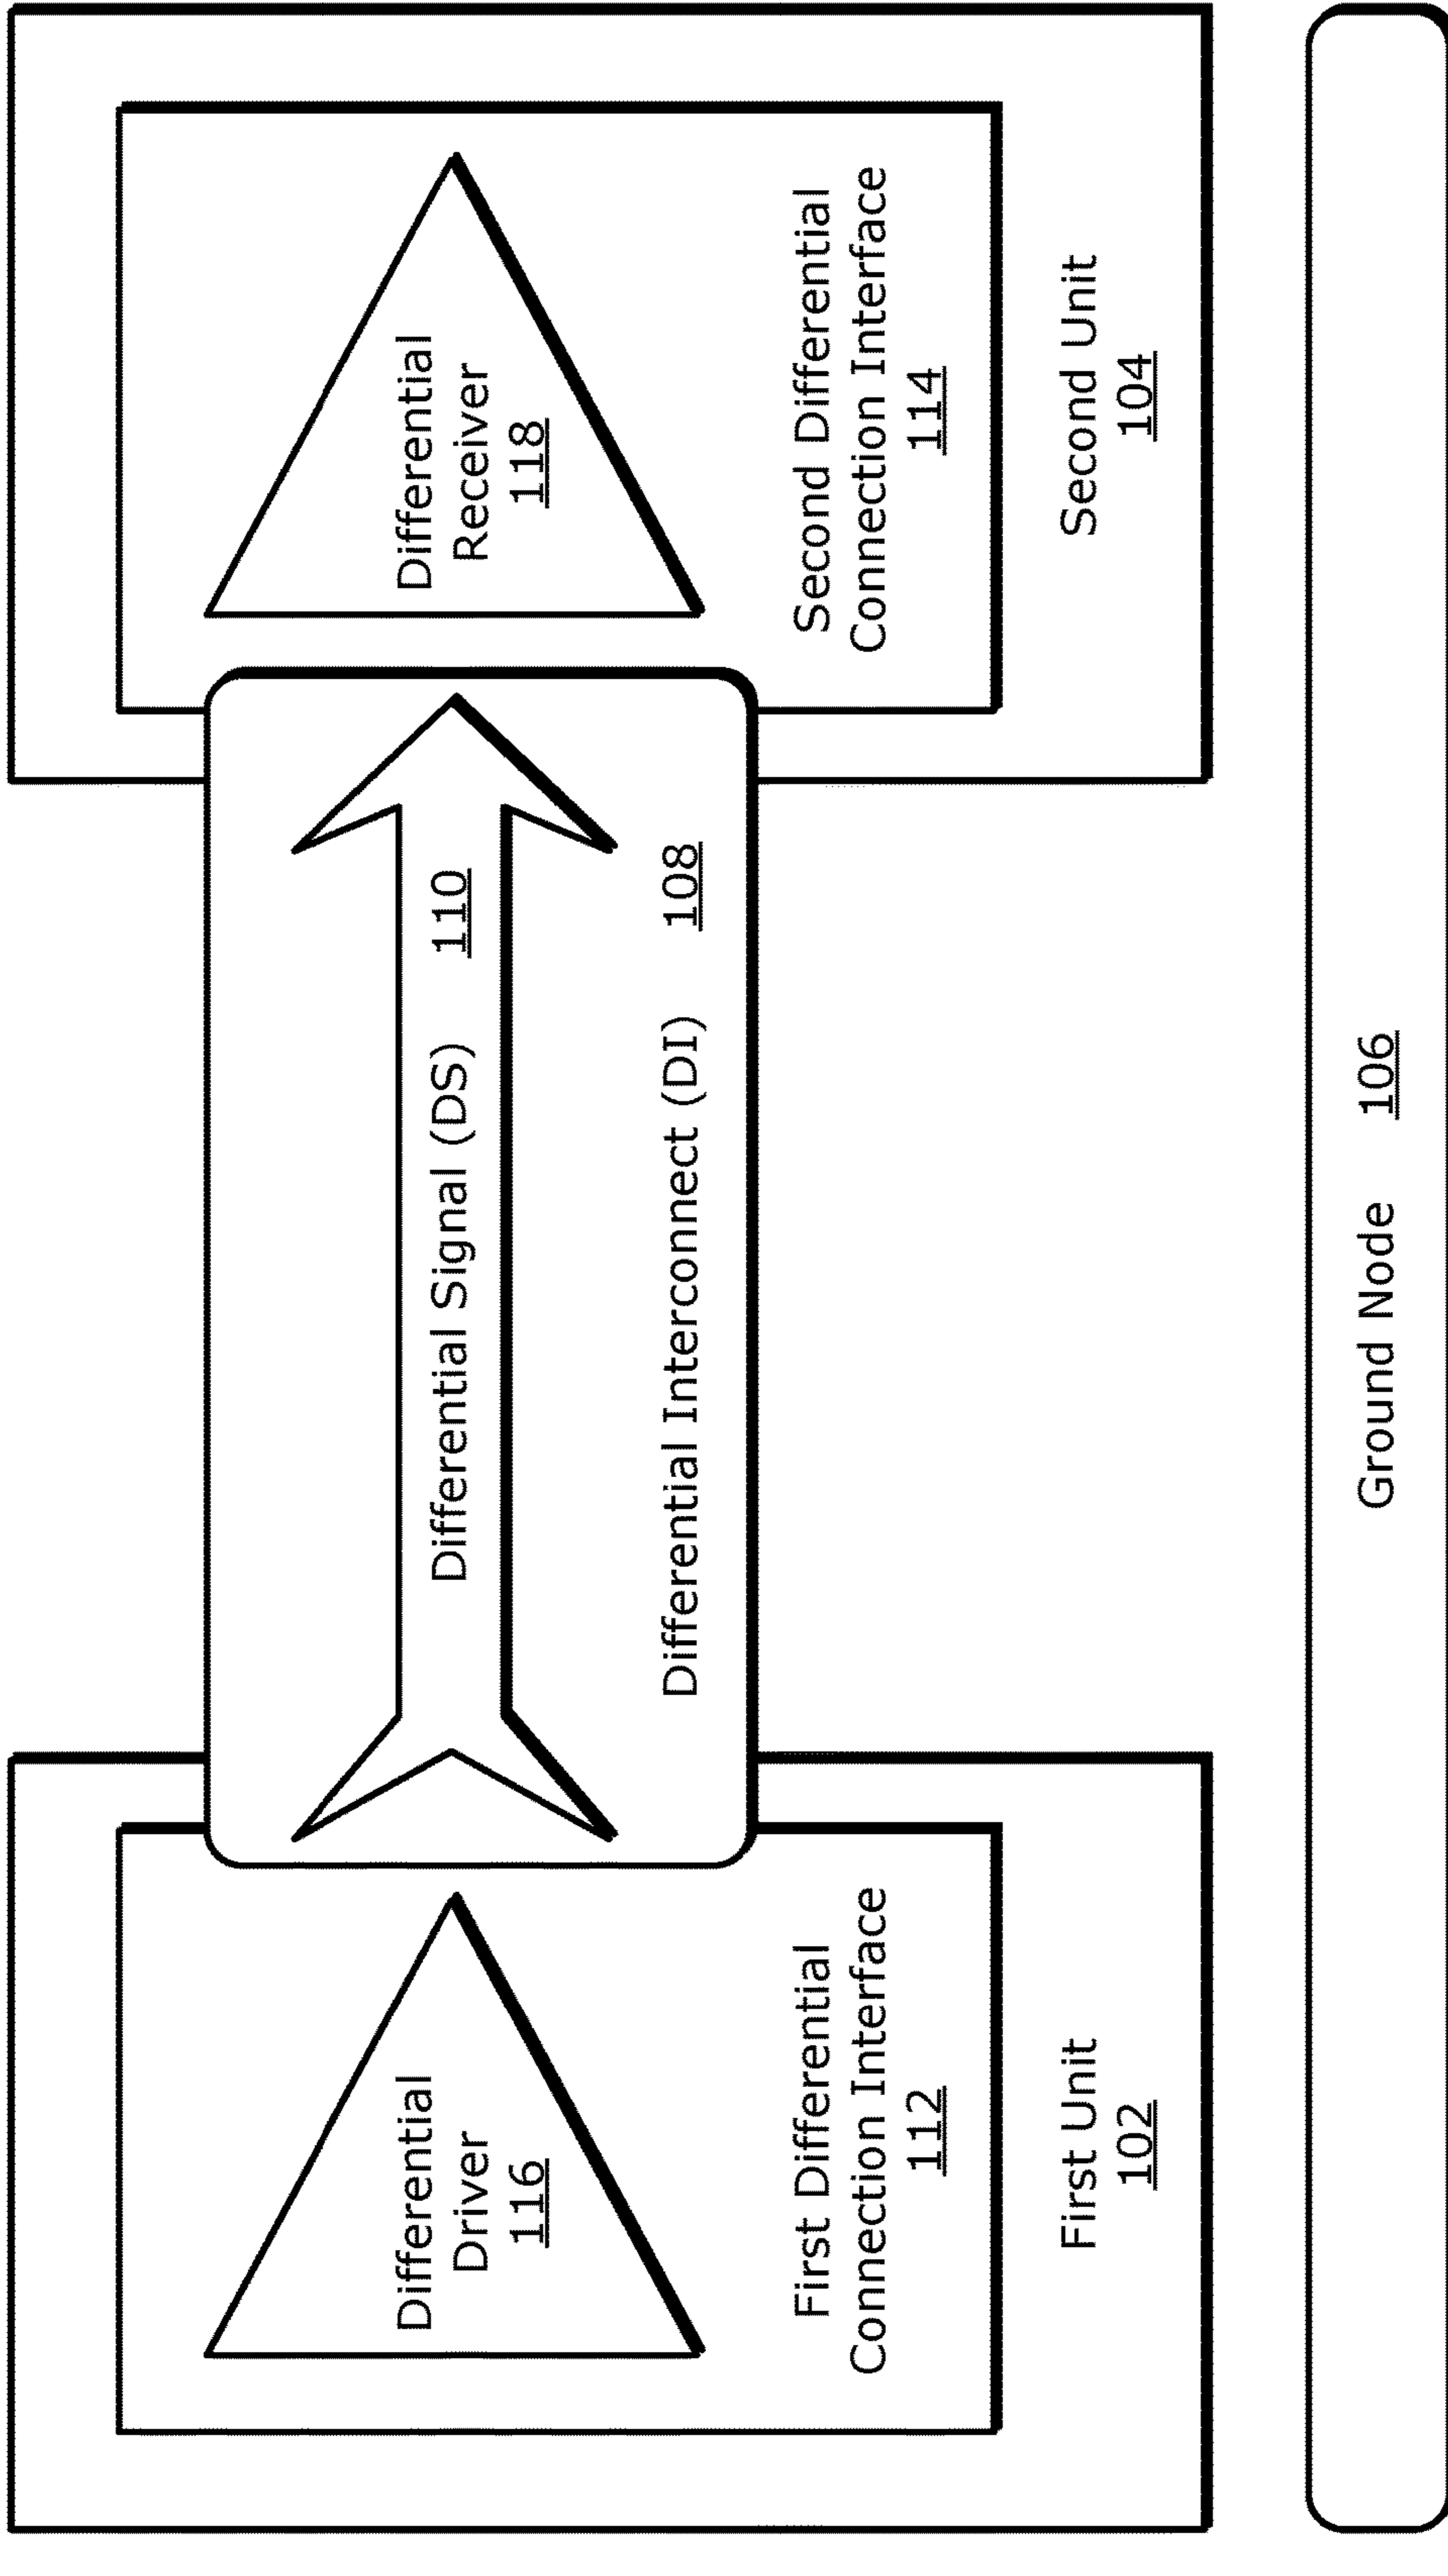 Differential
Driver
116
First Differential
Connection Interface
112
First Unit
102
Differential Signal (DS) 110
Differential Interconnect (DI) 108
Differential
Receiver
118
Second Differential
Connection Interface
114
Second Unit
104
Ground Node 106